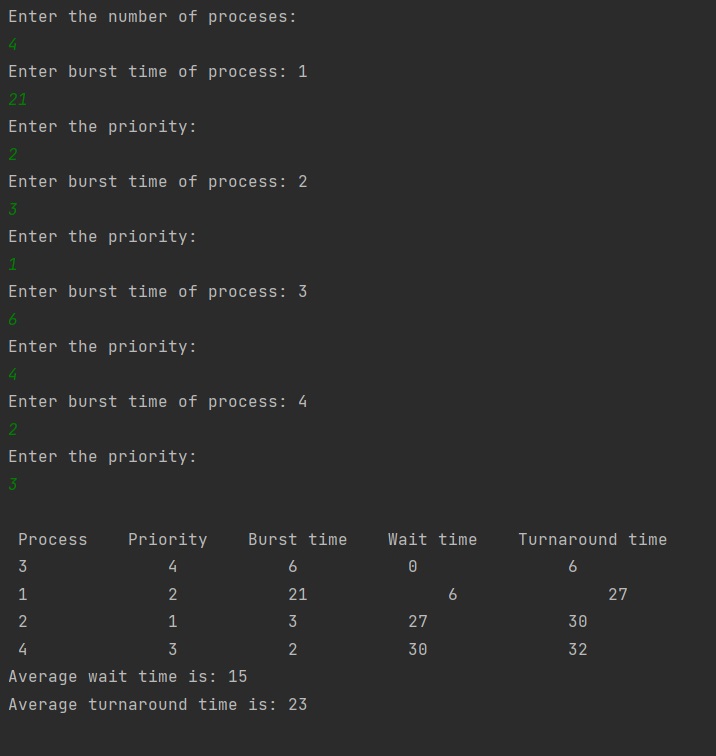 Enter the number of proceses:
4
Enter burst time of process: 1
21
Enter the priority:
2
Enter burst time of process: 2
3
Enter the priority:
1
Enter burst time of process: 3
6
Enter the priority:
4
Enter burst time of process: 4
2
Enter the priority:
3
Process Priority Burst time Wait time Turnaround time
3 4 6 0 6
1 2 21 6 27
2 1 3 27 30
4 3 2 30 32
Average wait time is: 15
Average turnaround time is: 23